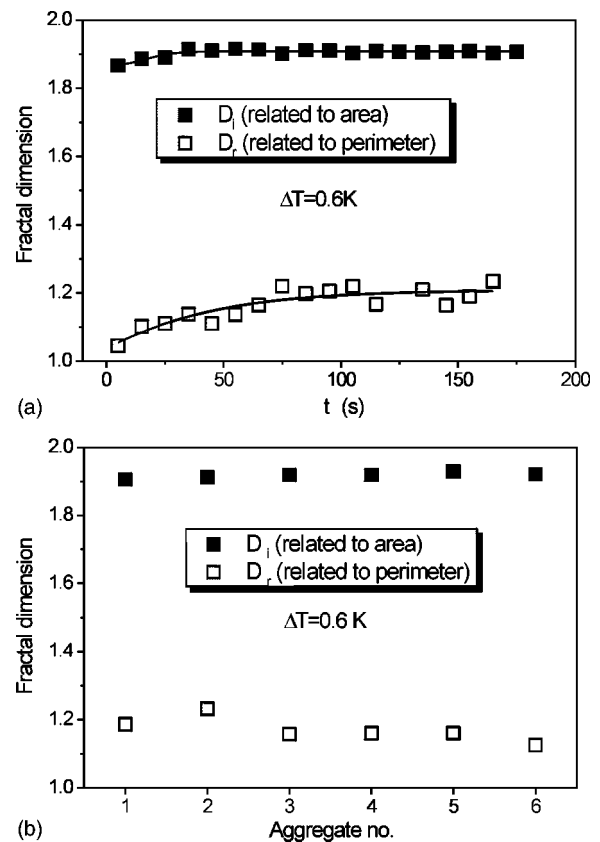 2.0
1.8
1.6
1.4
1.2
1.0
Fractal dimension
■ Di (related to area)
□ Dr (related to perimeter)
ΔT=0.6K
0 50 100 150 200
t (s)
(a)
2.0
1.8
1.6
1.4
1.2
1.0
Fractal dimension
■ D i (related to area)
□ D r (related to perimeter)
ΔT=0.6 K
1 2 3 4 5 6
Aggregate no.
(b)